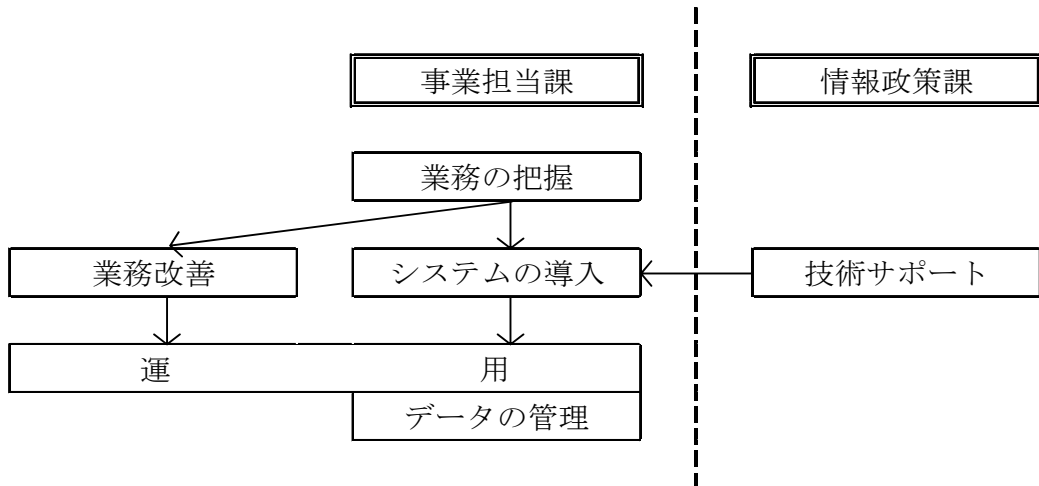 事業担当課 情報政策課
業務の把握
業務改善 システムの導入 技術サポート
運 用
データの管理